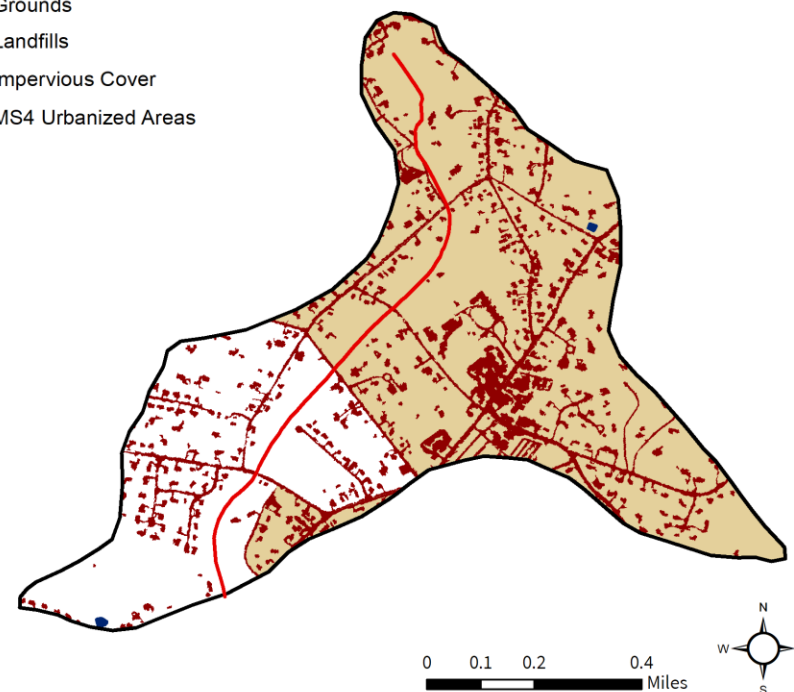 Grounds
Landfills
mpervious Cover
MS4 Urbanized Areas
N
W
S
0 0.1 0.2 0.4
Miles